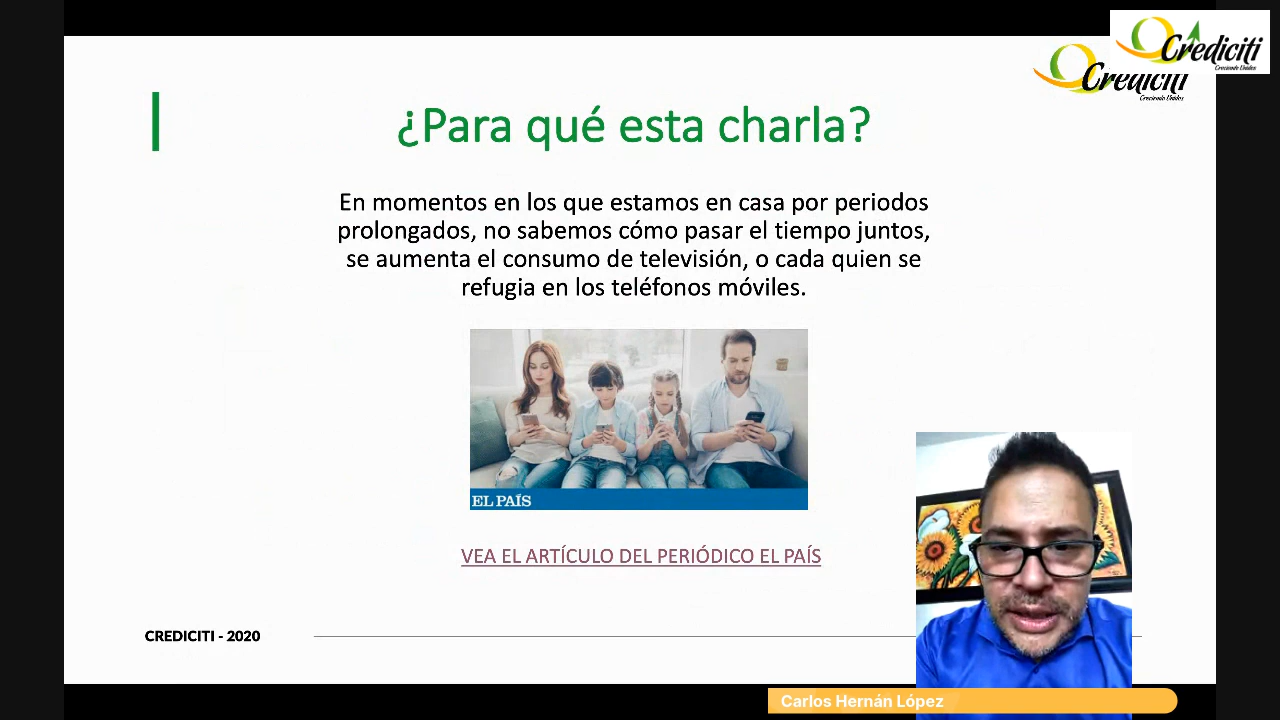 Crediciti
Creciendo Unidos
Crediciti
Creciendo Unidos
¿Para qué esta charla?
En momentos en los que estamos en casa por periodos
prolongados, no sabemos cómo pasar el tiempo juntos,
se aumenta el consumo de televisión, o cada quien se
refugia en los teléfonos móviles.
EL PAÍS
VEA EL ARTÍCULO DEL PERIÓDICO EL PAÍS
CREDICITI - 2020
Carlos Hernán López